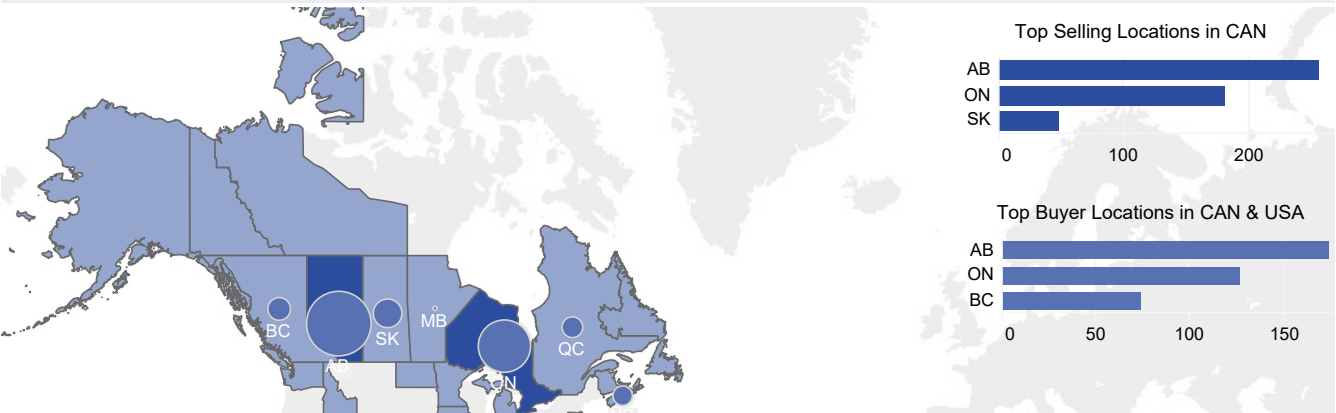 Top Selling Locations in CAN
AB
ON
SK
0 100 200
Top Buyer Locations in CAN & USA
AB
ON
BC
0 50 100 150
BC
AB
SK
MB
ON
QC